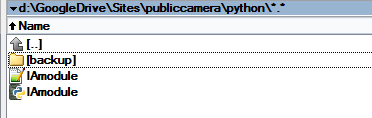 d:\GoogleDrive\Sites\publiccamera\python\*.*
Name
[..]
[backup]
IAmodule
IAmodule